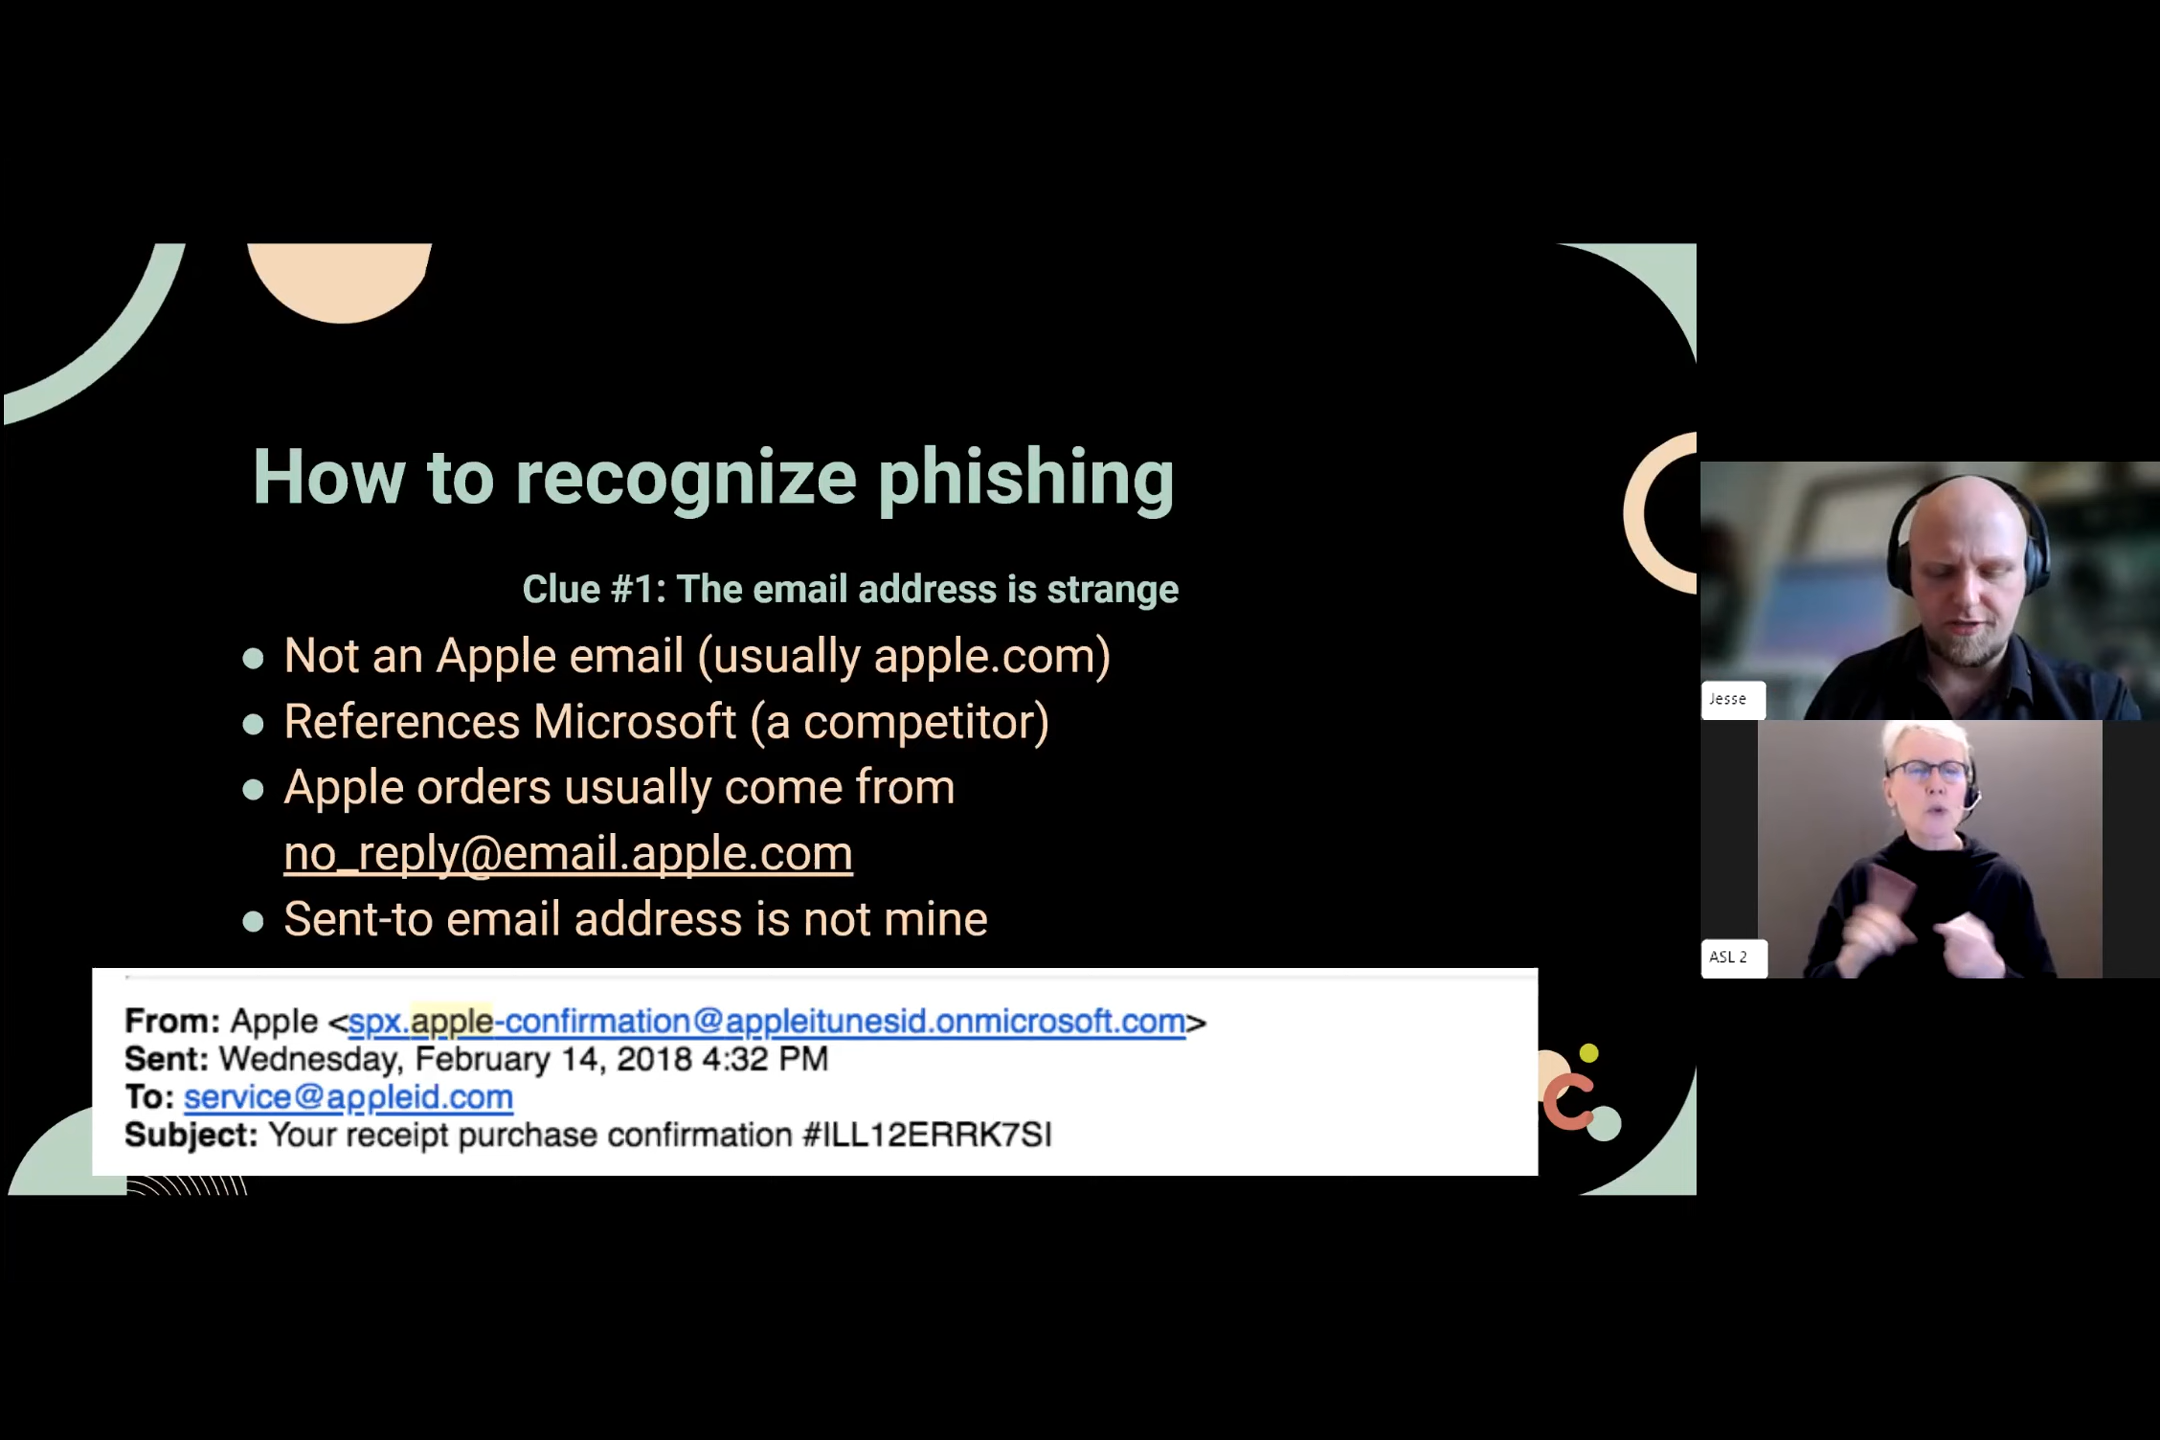 How to recognize phishing
Clue #1: The email address is strange
Not an Apple email (usually apple.com)
References Microsoft (a competitor)
Apple orders usually come from
no_reply@email.apple.com
Sent-to email address is not mine
From: Apple <spx.apple-confirmation@appleitunesid.onmicrosoft.com>
Sent: Wednesday, February 14, 2018 4:32 PM
To: service@appleid.com
Subject: Your receipt purchase confirmation #ILL12ERRK7SI
Jesse
ASL 2